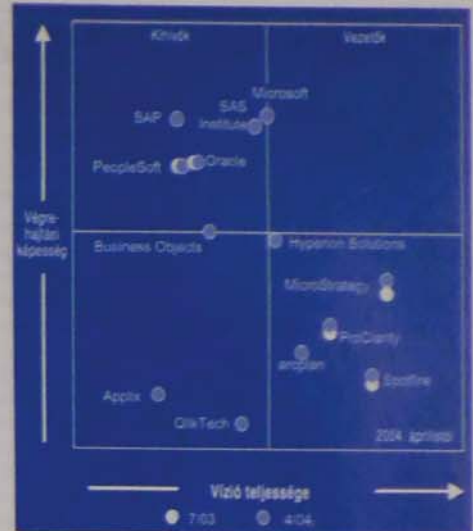 Kihívók
Vezetők
Microsoft
SAS
Institute
SAP
PeopleSoft
Oracle
Végre-
hajtási
képesség
Business Objects
Hyperion Solutions
MicroStrategy
ProClarity
arcplan
Spotfire
Applix
QlikTech
2004. áprilistól
Vízió teljessége
7/03
4/04